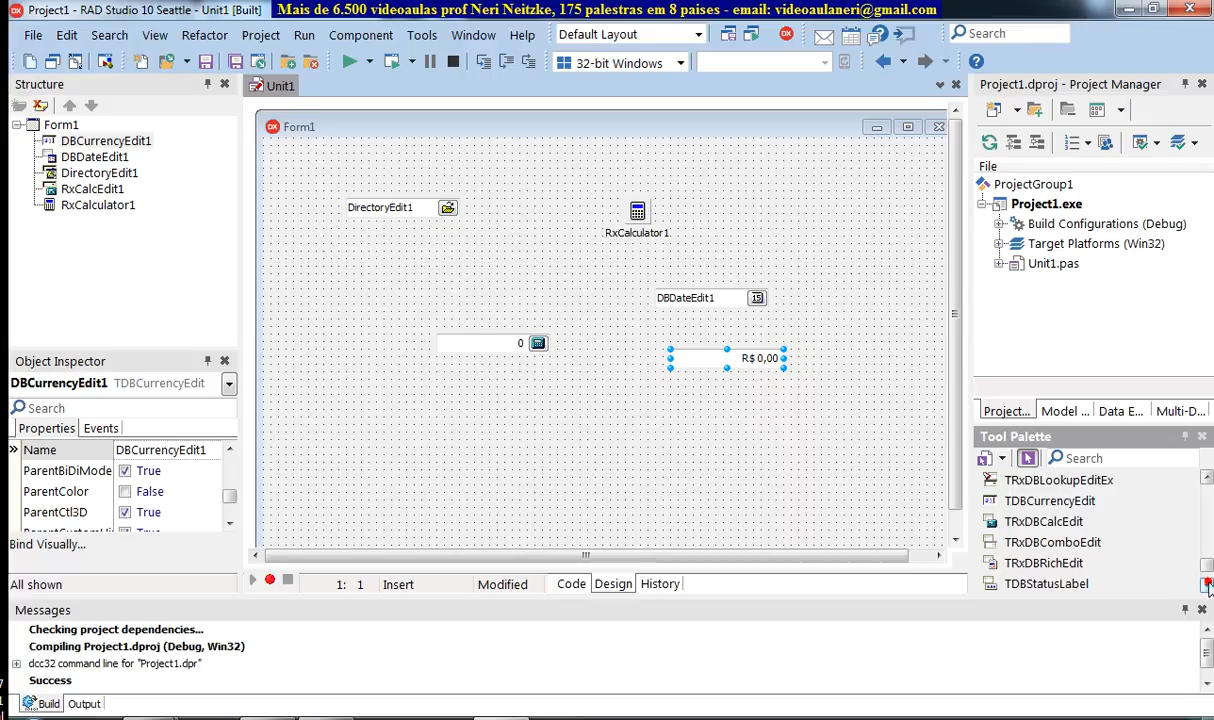 Project1 - RAD Studio 10 Seattle - Unit1 [Built]
Mais de 6.500 videoaulas prof Neri Neitzke, 175 palestras em 8 paises - email: videoaulaneri@gmail.com
File Edit Search View Refactor Project Run Component Tools Window Help
Default Layout
Search
32-bit Windows
Structure
Form1
DBCurrencyEdit1
DBDateEdit1
DirectoryEdit1
RxCalcEdit1
RxCalculator1
Object Inspector
DBCurrencyEdit1 TDBCurrencyEdit
Search
Properties Events
Name DBCurrencyEdit1
ParentBiDiMode True
ParentColor False
ParentCtl3D True
Bind Visually...
All shown
Unit1
Form1
DirectoryEdit1
RxCalculator1
DBDateEdit1
15
0
R$ 0,00
1: 1 Insert Modified Code Design History
Project1.dproj - Project Manager
File
ProjectGroup1
Project1.exe
Build Configurations (Debug)
Target Platforms (Win32)
Unit1.pas
Project... Model ... Data E... Multi-D...
Tool Palette
Search
TRxDBLookupEditEx
TDBCurrencyEdit
TRxDBCalcEdit
TRxDBComboEdit
TRxDBRichEdit
TDBStatusLabel
Messages
Checking project dependencies...
Compiling Project1.dproj (Debug, Win32)
dcc32 command line for "Project1.dpr"
Success
Build Output